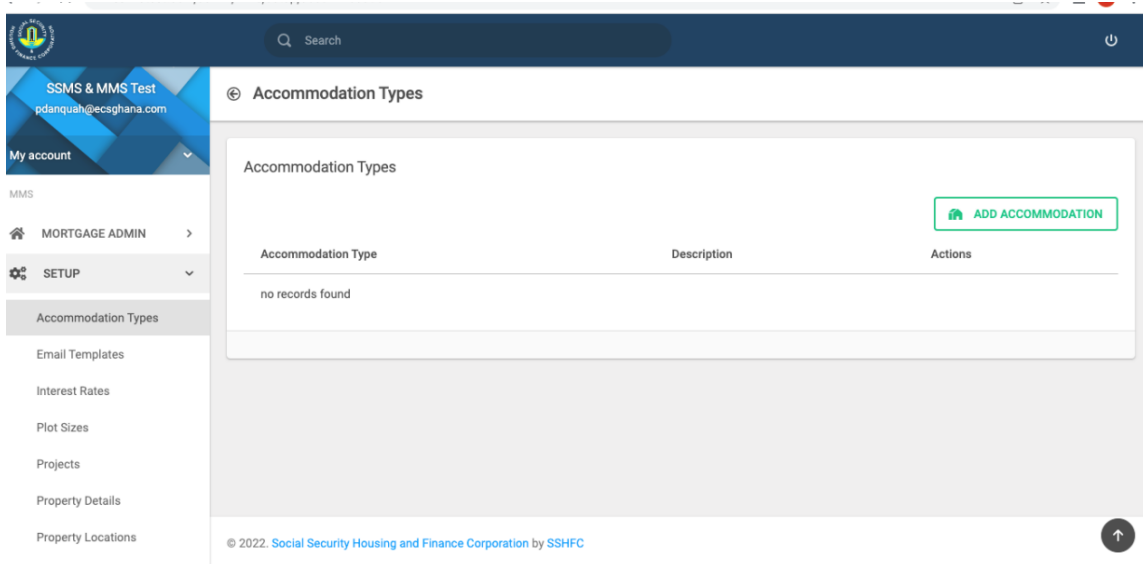 Search
SSMS & MMS Test
pdanquah@ecsghana.com
My account
MMS
MORTGAGE ADMIN
SETUP
Accommodation Types
Email Templates
Interest Rates
Plot Sizes
Projects
Property Details
Property Locations
Accommodation Types
Accommodation Types
ADD ACCOMMODATION
Accommodation Type Description Actions
no records found
© 2022. Social Security Housing and Finance Corporation by SSHFC